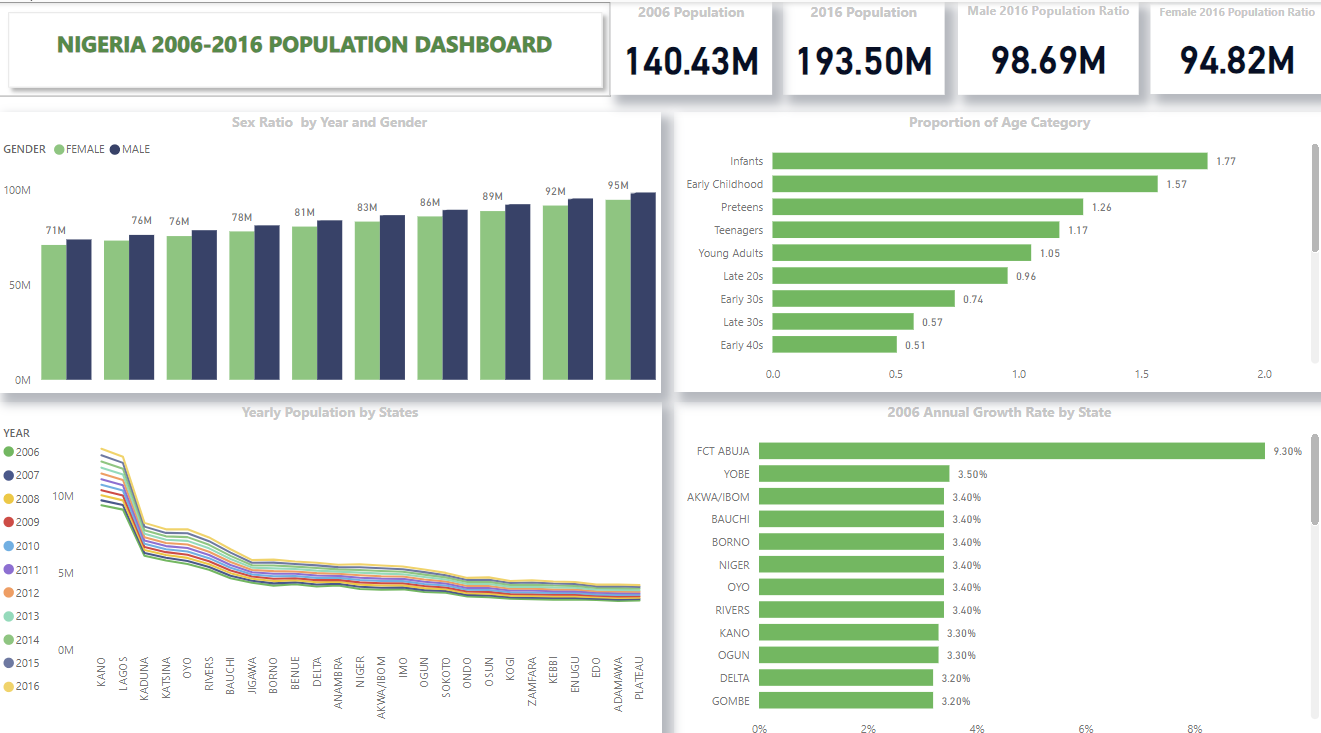 NIGERIA 2006-2016 POPULATION DASHBOARD
2006 Population
140.43M
2016 Population
193.50M
Male 2016 Population Ratio
98.69M
Female 2016 Population Ratio
94.82M
Sex Ratio by Year and Gender
GENDER FEMALE MALE
100M
50M
0M
71M
76M
76M
78M
81M
83M
86M
89M
92M
95M
Proportion of Age Category
Infants 1.77
Early Childhood 1.57
Preteens 1.26
Teenagers 1.17
Young Adults 1.05
Late 20s 0.96
Early 30s 0.74
Late 30s 0.57
Early 40s 0.51
0.0 0.5 1.0 1.5 2.0
Yearly Population by States
YEAR
2006
2007
2008
2009
2010
2011
2012
2013
2014
2015
2016
10M
5M
0M
KANO
LAGOS
KADUNA
KATSINA
OYO
RIVERS
BAUCHI
JIGAWA
BORNO
BENUE
DELTA
ANAMBRA
NIGER
AKWA/IBOM
IMO
OGUN
SOKOTO
ONDO
OSUN
KOGI
ZAMFARA
KEBBI
ENUGU
EDO
ADAMAWA
PLATEAU
2006 Annual Growth Rate by State
FCT ABUJA 9.30%
YOBE 3.50%
AKWA/IBOM 3.40%
BAUCHI 3.40%
BORNO 3.40%
NIGER 3.40%
OYO 3.40%
RIVERS 3.40%
KANO 3.30%
OGUN 3.30%
DELTA 3.20%
GOMBE 3.20%
0% 2% 4% 6% 8%